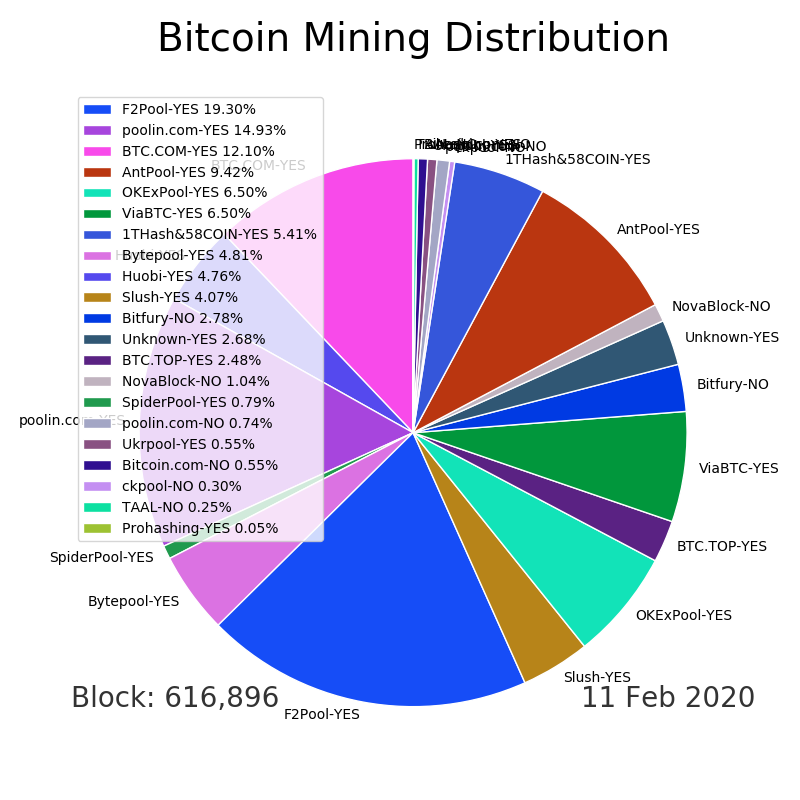 Bitcoin Mining Distribution
F2Pool-YES 19.30%
poolin.com-YES 14.93%
BTC.COM-YES 12.10%
AntPool-YES 9.42%
OKExPool-YES 6.50%
ViaBTC-YES 6.50%
1THash&58COIN-YES 5.41%
Bytepool-YES 4.81%
Huobi-YES 4.76%
Slush-YES 4.07%
Bitfury-NO 2.78%
Unknown-YES 2.68%
BTC.TOP-YES 2.48%
NovaBlock-NO 1.04%
SpiderPool-YES 0.79%
poolin.com-NO 0.74%
Ukrpool-YES 0.55%
Bitcoin.com-NO 0.55%
ckpool-NO 0.30%
TAAL-NO 0.25%
Prohashing-YES 0.05%
1THash&58COIN-YES
AntPool-YES
NovaBlock-NO
Unknown-YES
Bitfury-NO
ViaBTC-YES
BTC.TOP-YES
OKExPool-YES
Slush-YES
F2Pool-YES
Bytepool-YES
SpiderPool-YES
poolin.com-YES
BTC.COM-YES
Block: 616,896
11 Feb 2020